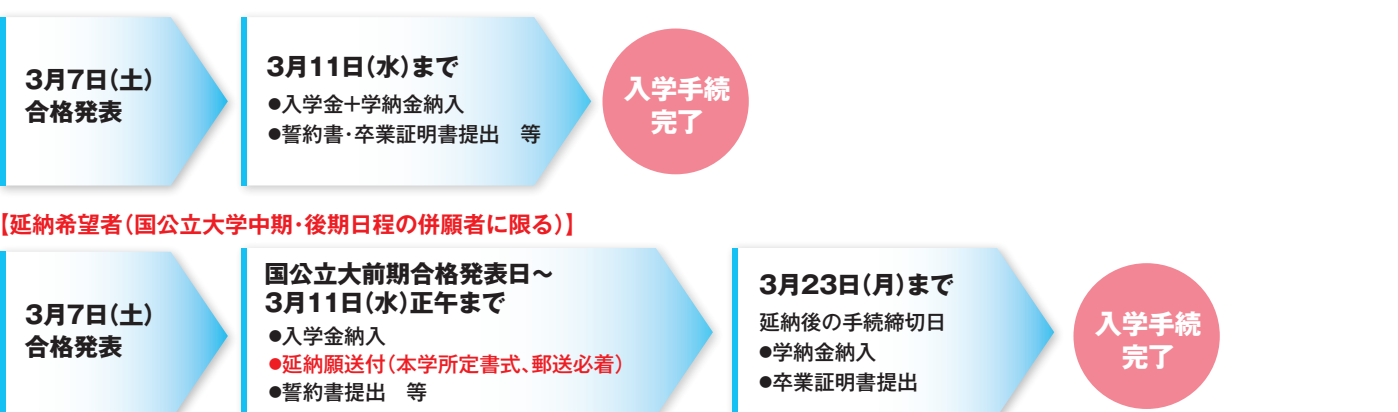 3月7日(土)
合格発表
3月11日(水)まで
●入学金+学納金納入
●誓約書・卒業証明書提出　等
入学手続
完了
【延納希望者(国公立大学中期・後期日程の併願者に限る)】
3月7日(土)
合格発表
国公立大前期合格発表日～
3月11日(水)正午まで
●入学金納入
●延納願送付(本学所定書式、郵送必着)
●誓約書提出　等
3月23日(月)まで
延納後の手続締切日
●学納金納入
●卒業証明書提出
入学手続
完了